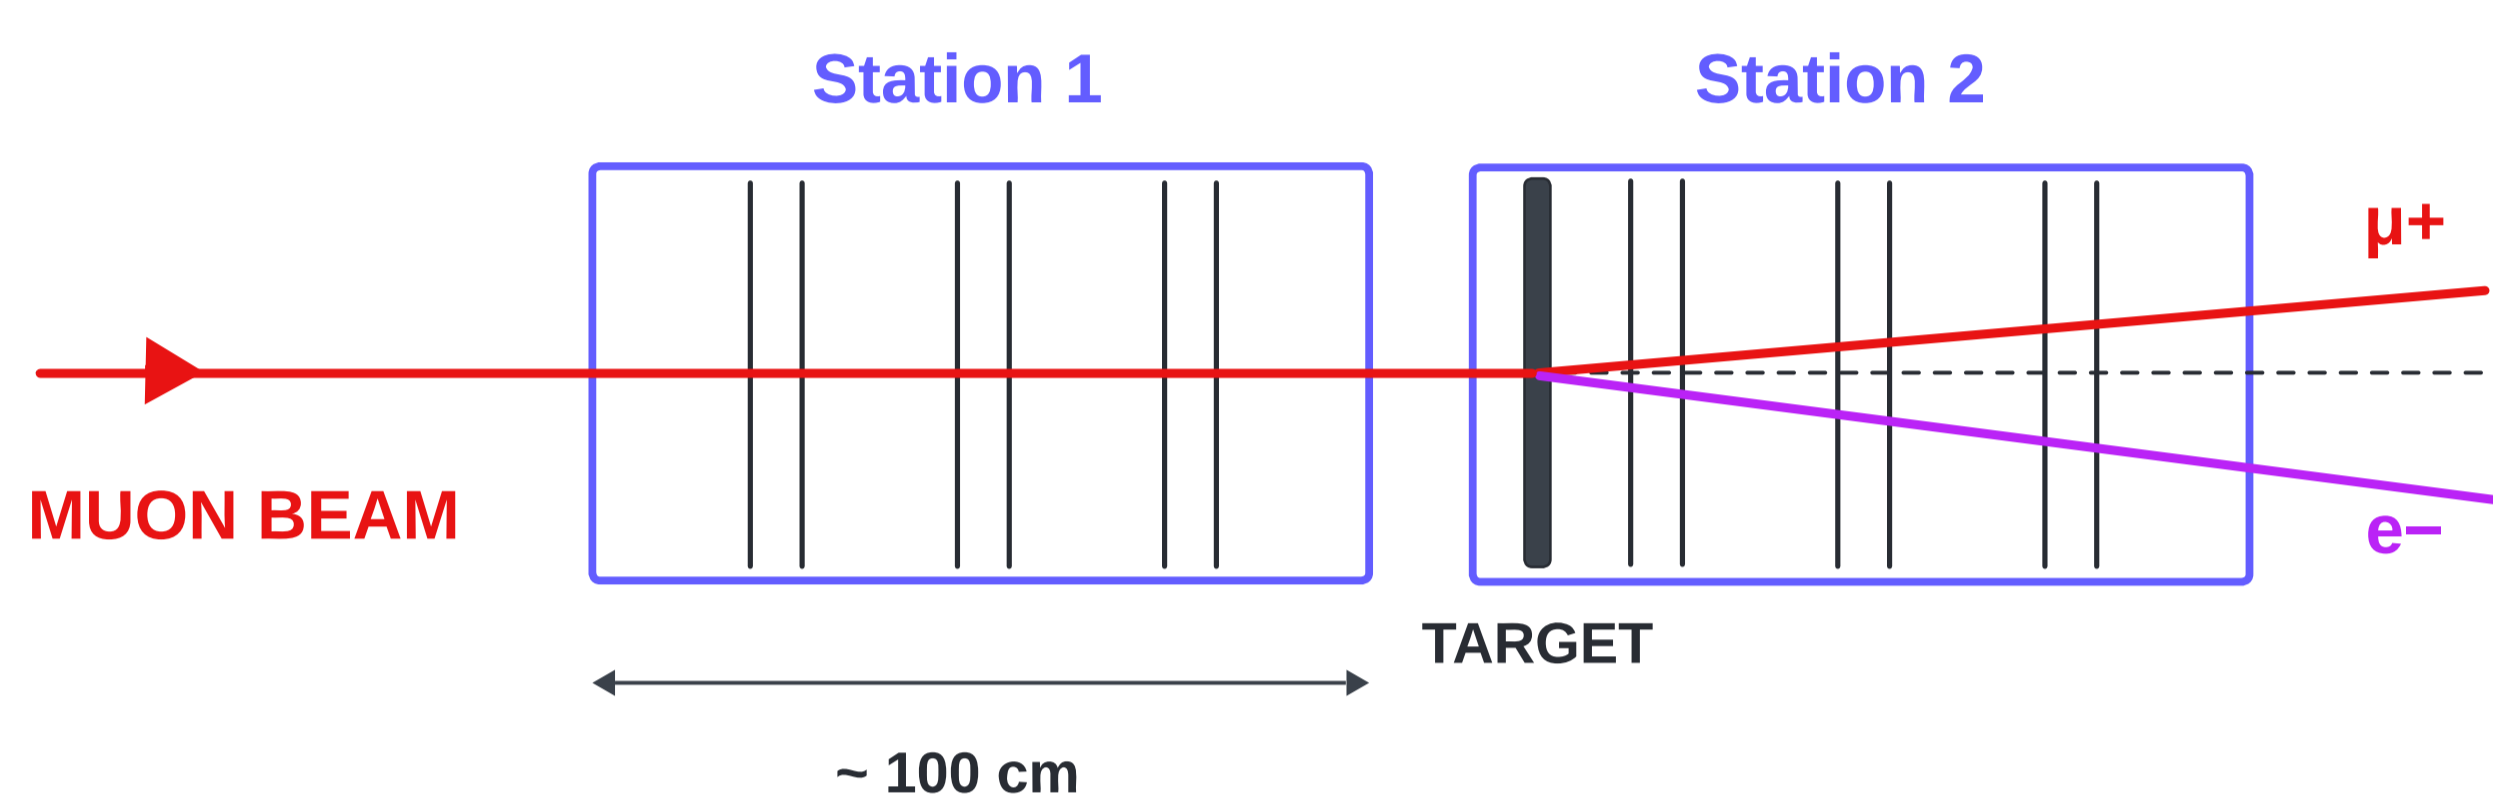 Station 1
Station 2
μ+
MUON BEAM
e−
TARGET
~ 100 cm